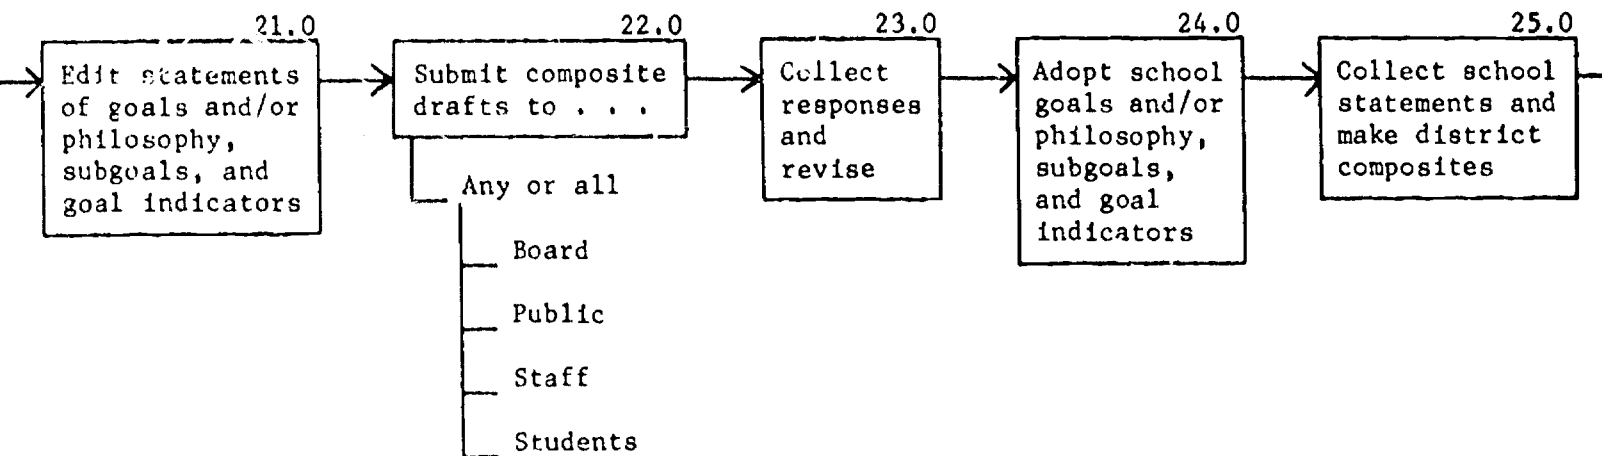 21.0
Edit statements
of goals and/or
philosophy,
subgoals, and
goal indicators
22.0
Submit composite
drafts to . . .
Any or all
Board
Public
Staff
Students
23.0
Collect
responses
and
revise
24.0
Adopt school
goals and/or
philosophy,
subgoals,
and goal
indicators
25.0
Collect school
statements and
make district
composites